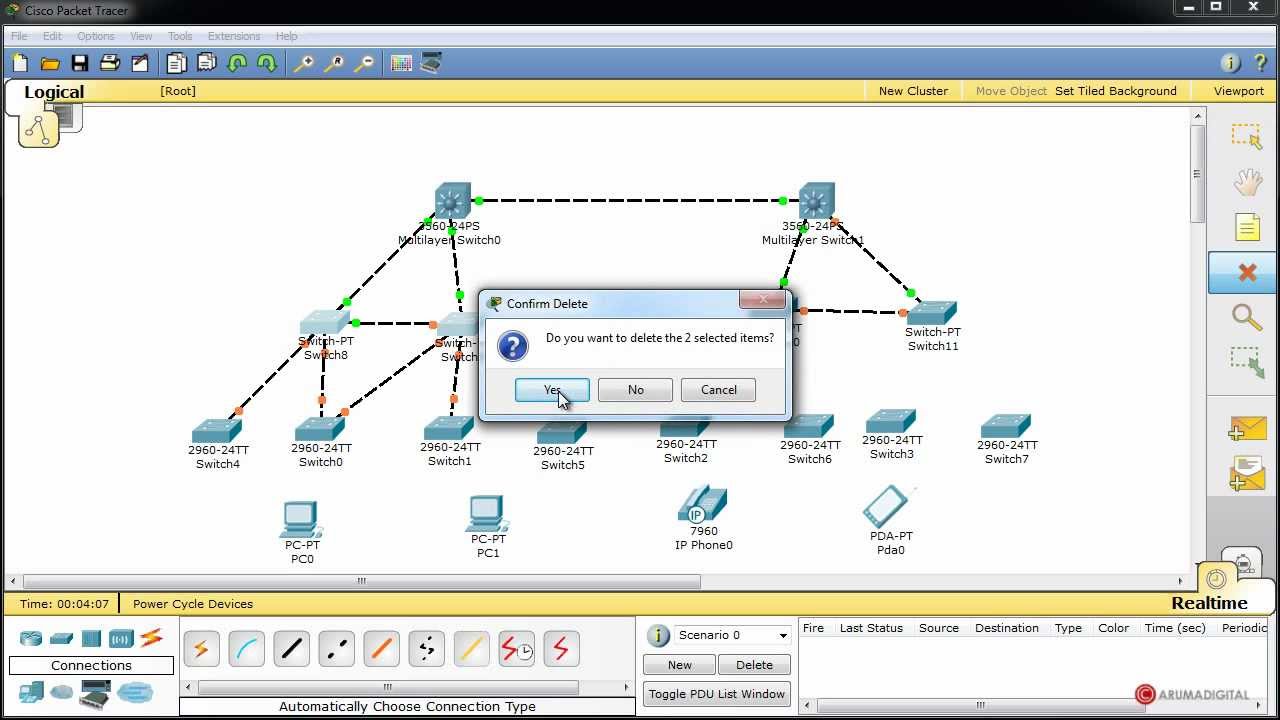 Cisco Packet Tracer
File Edit Options View Tools Extensions Help
Logical
[Root]
New Cluster
Move Object
Set Tiled Background
Viewport
3560-24PS
Multilayer Switch0
3560-24PS
Multilayer Switch1
Switch-PT
Switch8
Switch-PT
Switch11
Confirm Delete
Do you want to delete the 2 selected items?
Yes
No
Cancel
2960-24TT
Switch4
2960-24TT
Switch0
2960-24TT
Switch1
2960-24TT
Switch5
2960-24TT
Switch2
2960-24TT
Switch6
2960-24TT
Switch3
2960-24TT
Switch7
PC-PT
PC0
PC-PT
PC1
IP
7960
IP Phone0
PDA-PT
Pda0
Time: 00:04:07
Power Cycle Devices
Realtime
Connections
Automatically Choose Connection Type
Scenario 0
New
Delete
Toggle PDU List Window
Fire Last Status Source Destination Type Color Time (sec) Periodic
ARUMADIGITAL